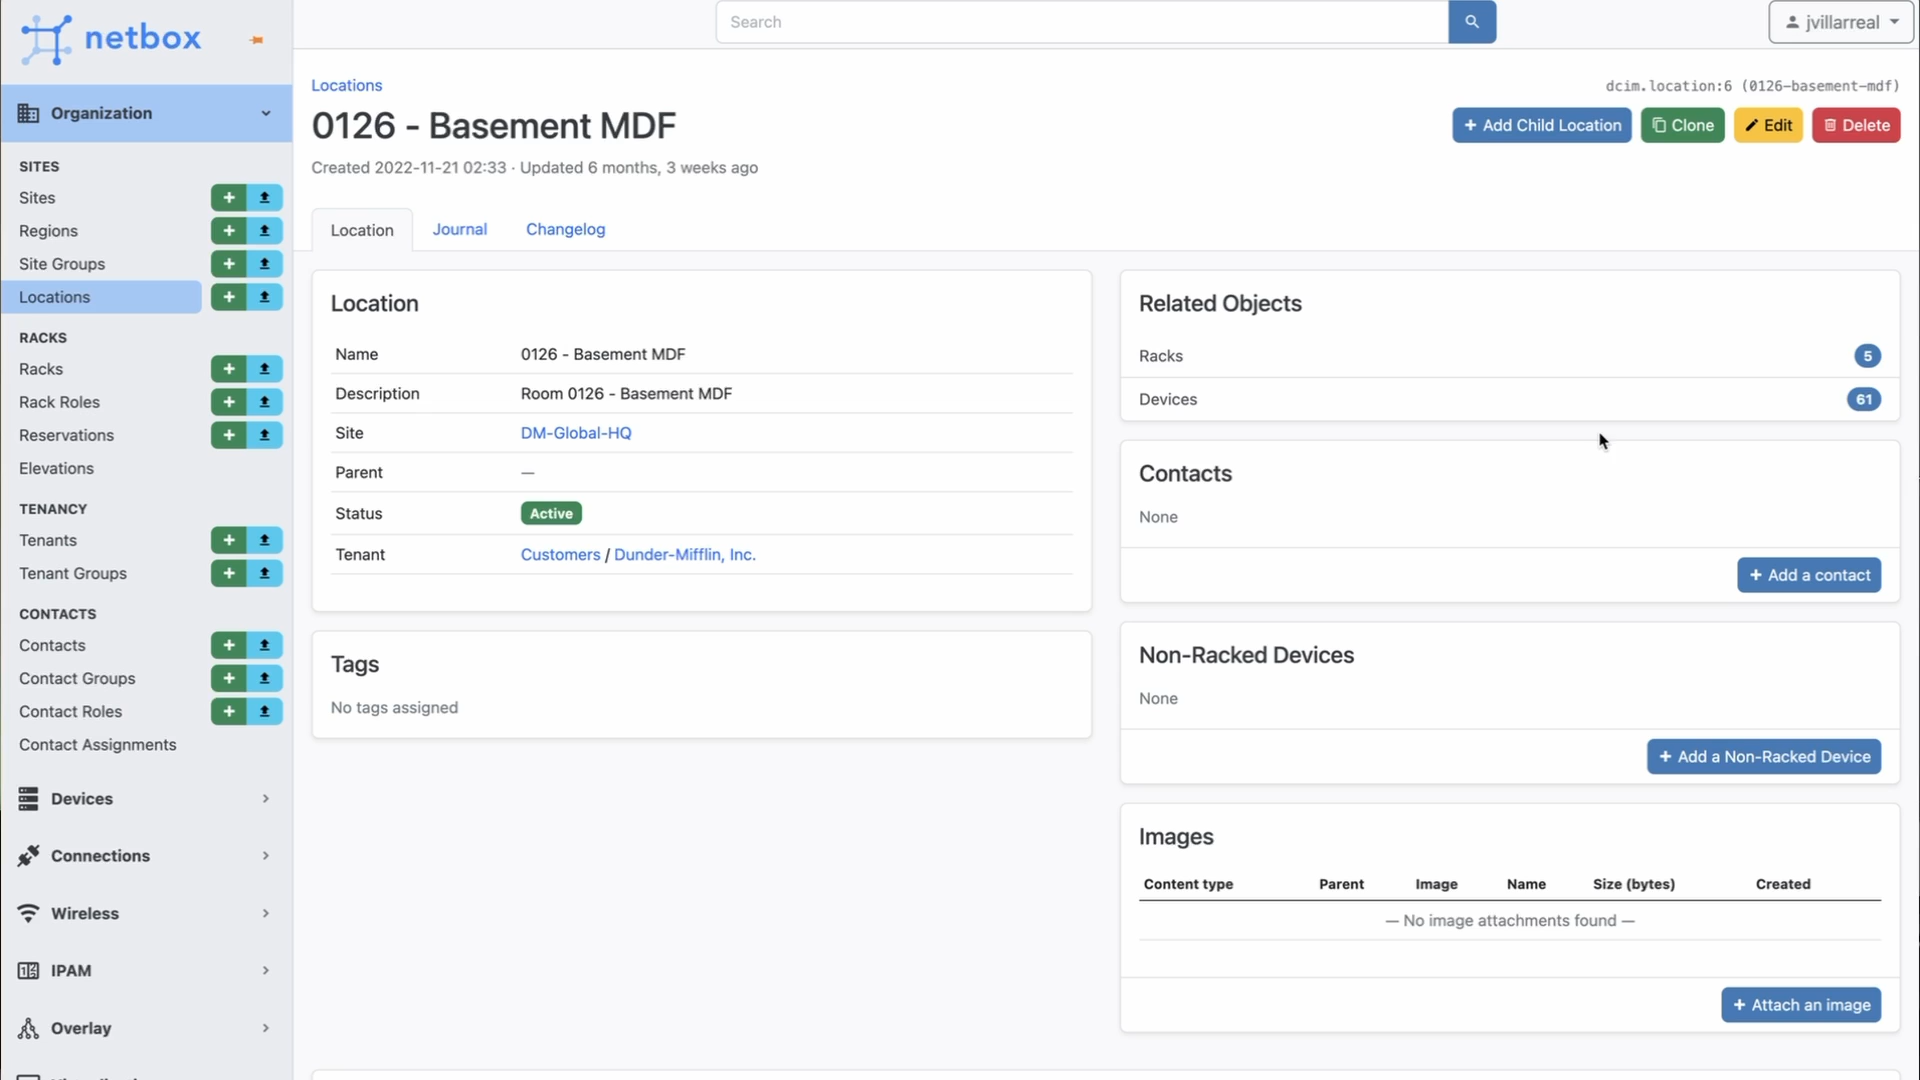 netbox
Search
jvillarreal
Organization
SITES
Sites
Regions
Site Groups
Locations
RACKS
Racks
Rack Roles
Reservations
Elevations
TENANCY
Tenants
Tenant Groups
CONTACTS
Contacts
Contact Groups
Contact Roles
Contact Assignments
Devices
Connections
Wireless
IPAM
Overlay
Locations
dcim.location:6 (0126-basement-mdf)
0126 - Basement MDF
+ Add Child Location
Clone
Edit
Delete
Created 2022-11-21 02:33 · Updated 6 months, 3 weeks ago
Location Journal Changelog
Location
Name 0126 - Basement MDF
Description Room 0126 - Basement MDF
Site DM-Global-HQ
Parent —
Status Active
Tenant Customers / Dunder-Mifflin, Inc.
Tags
No tags assigned
Related Objects
Racks 5
Devices 61
Contacts
None
+ Add a contact
Non-Racked Devices
None
+ Add a Non-Racked Device
Images
Content type Parent Image Name Size (bytes) Created
— No image attachments found —
+ Attach an image